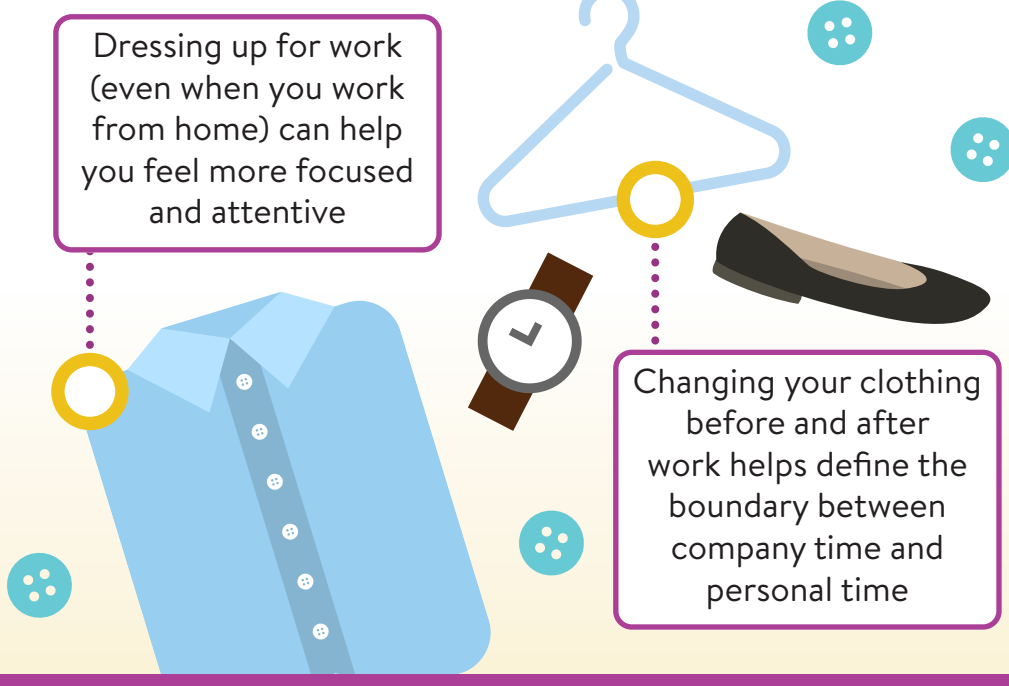 Dressing up for work
(even when you work
from home) can help
you feel more focused
and attentive
Changing your clothing
before and after
work helps define the
boundary between
company time and
personal time